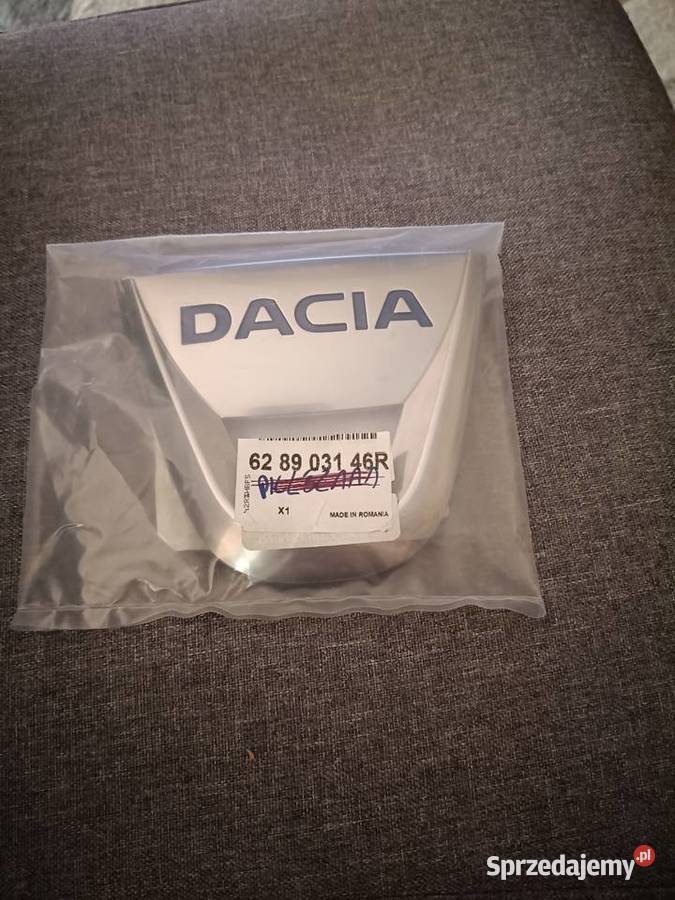 DACIA
62 89 031 46R
X1
MADE IN ROMANIA
Sprzedajemy.pl